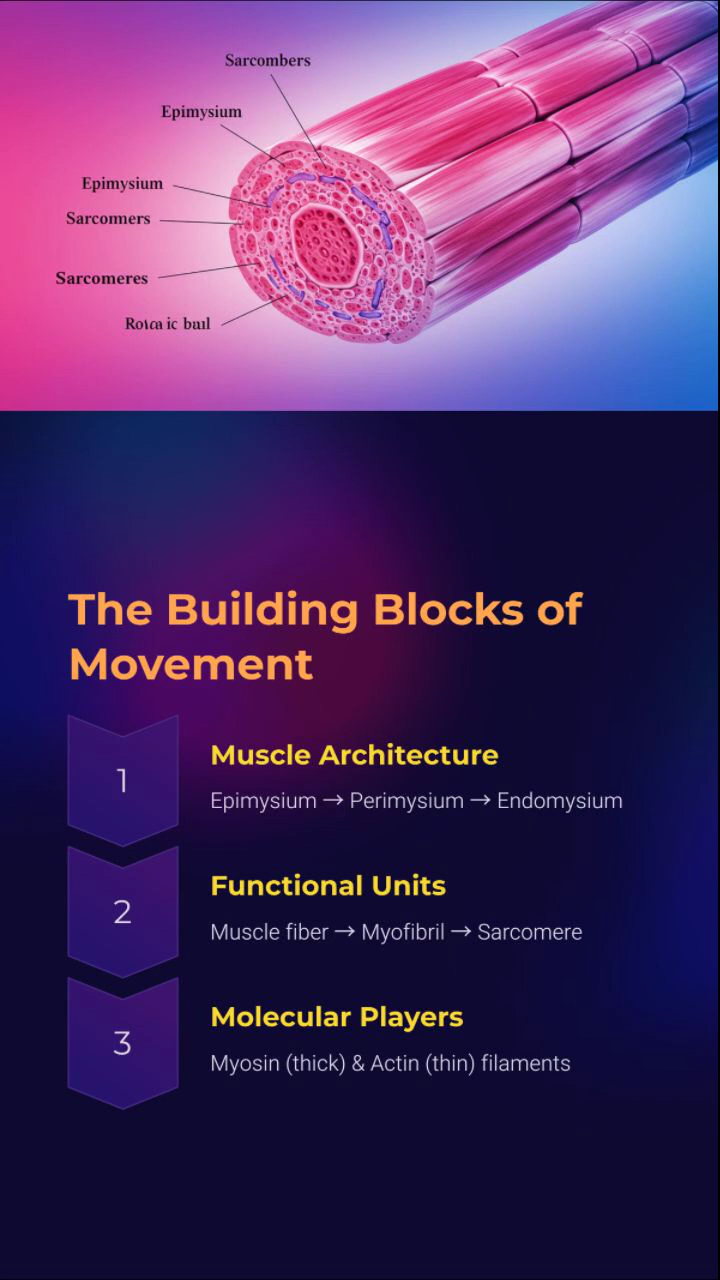 Sarcombers
Epimysium
Epimysium
Sarcomers
Sarcomeres
The Building Blocks of
Movement
1
Muscle Architecture
Epimysium → Perimysium → Endomysium
2
Functional Units
Muscle fiber → Myofibril → Sarcomere
3
Molecular Players
Myosin (thick) & Actin (thin) filaments